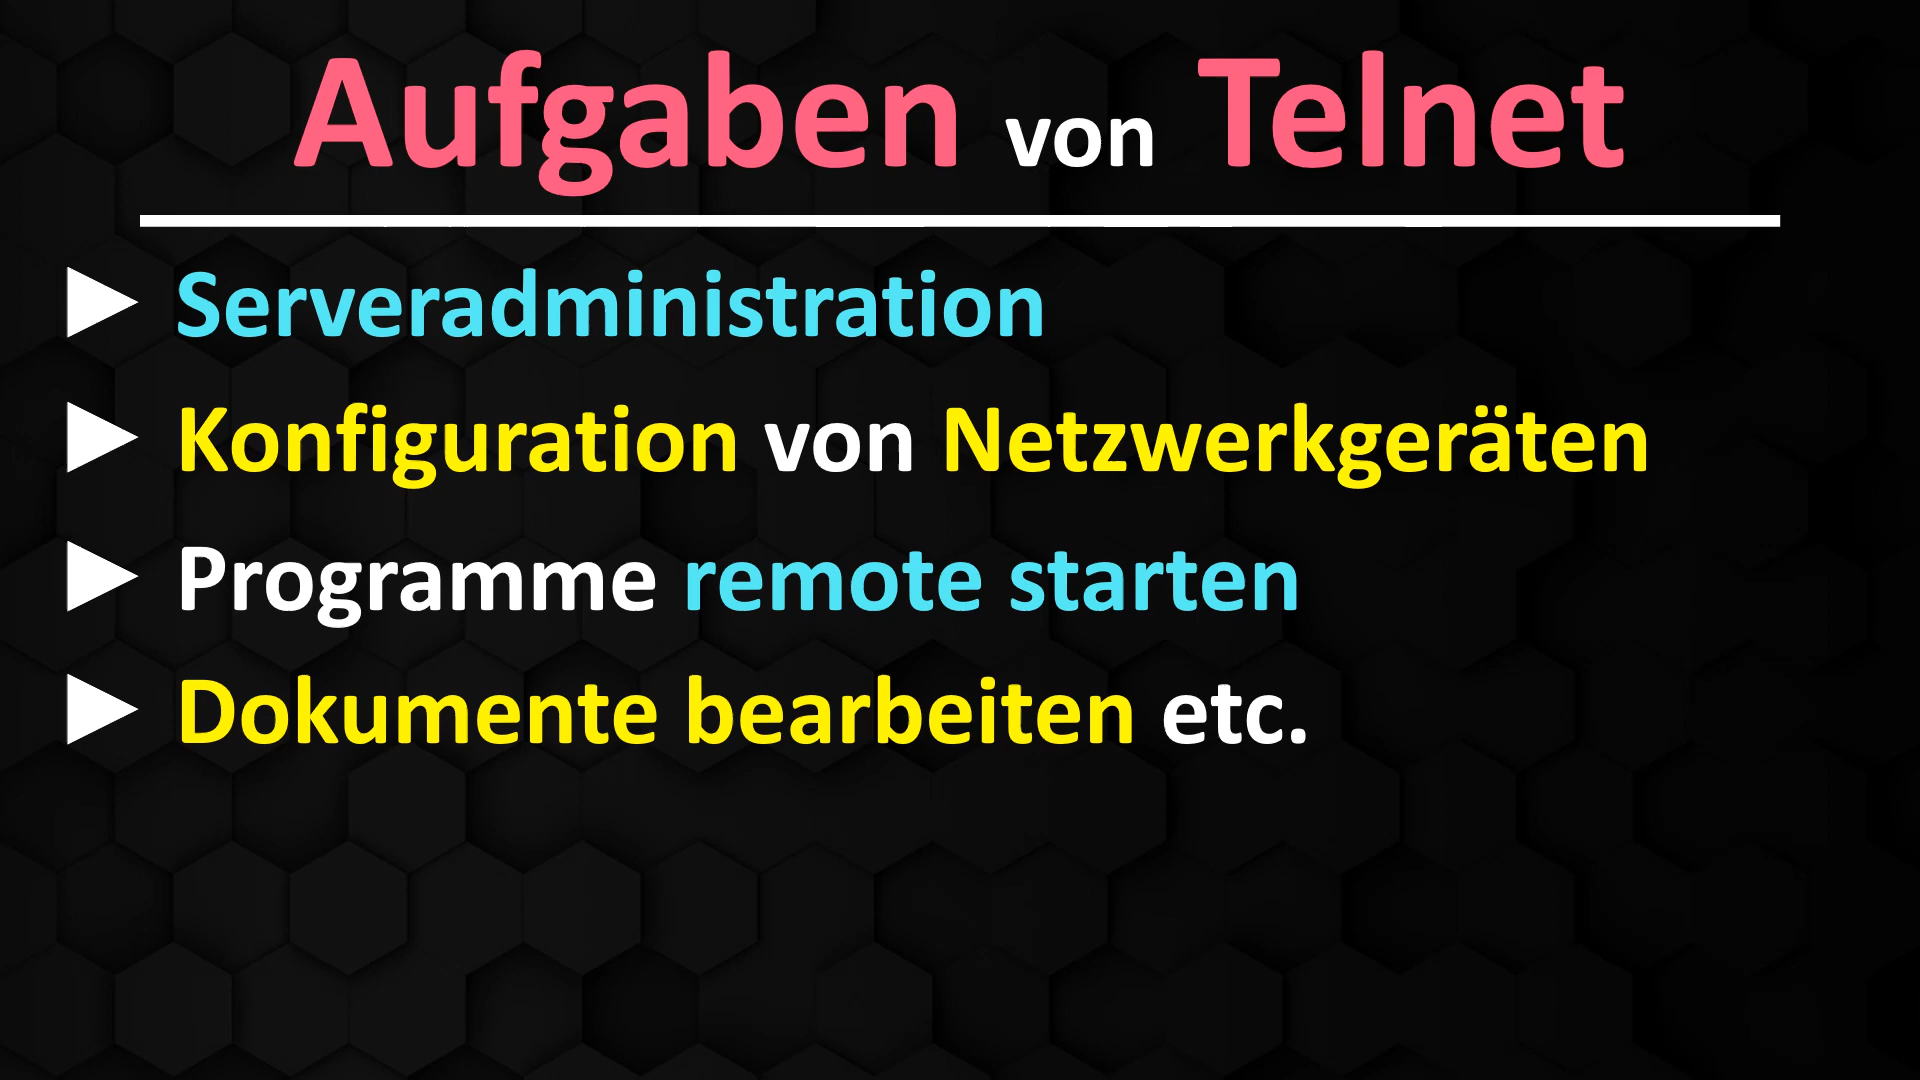 Aufgaben von Telnet
Serveradministration
Konfiguration von Netzwerkgeräten
Programme remote starten
Dokumente bearbeiten etc.